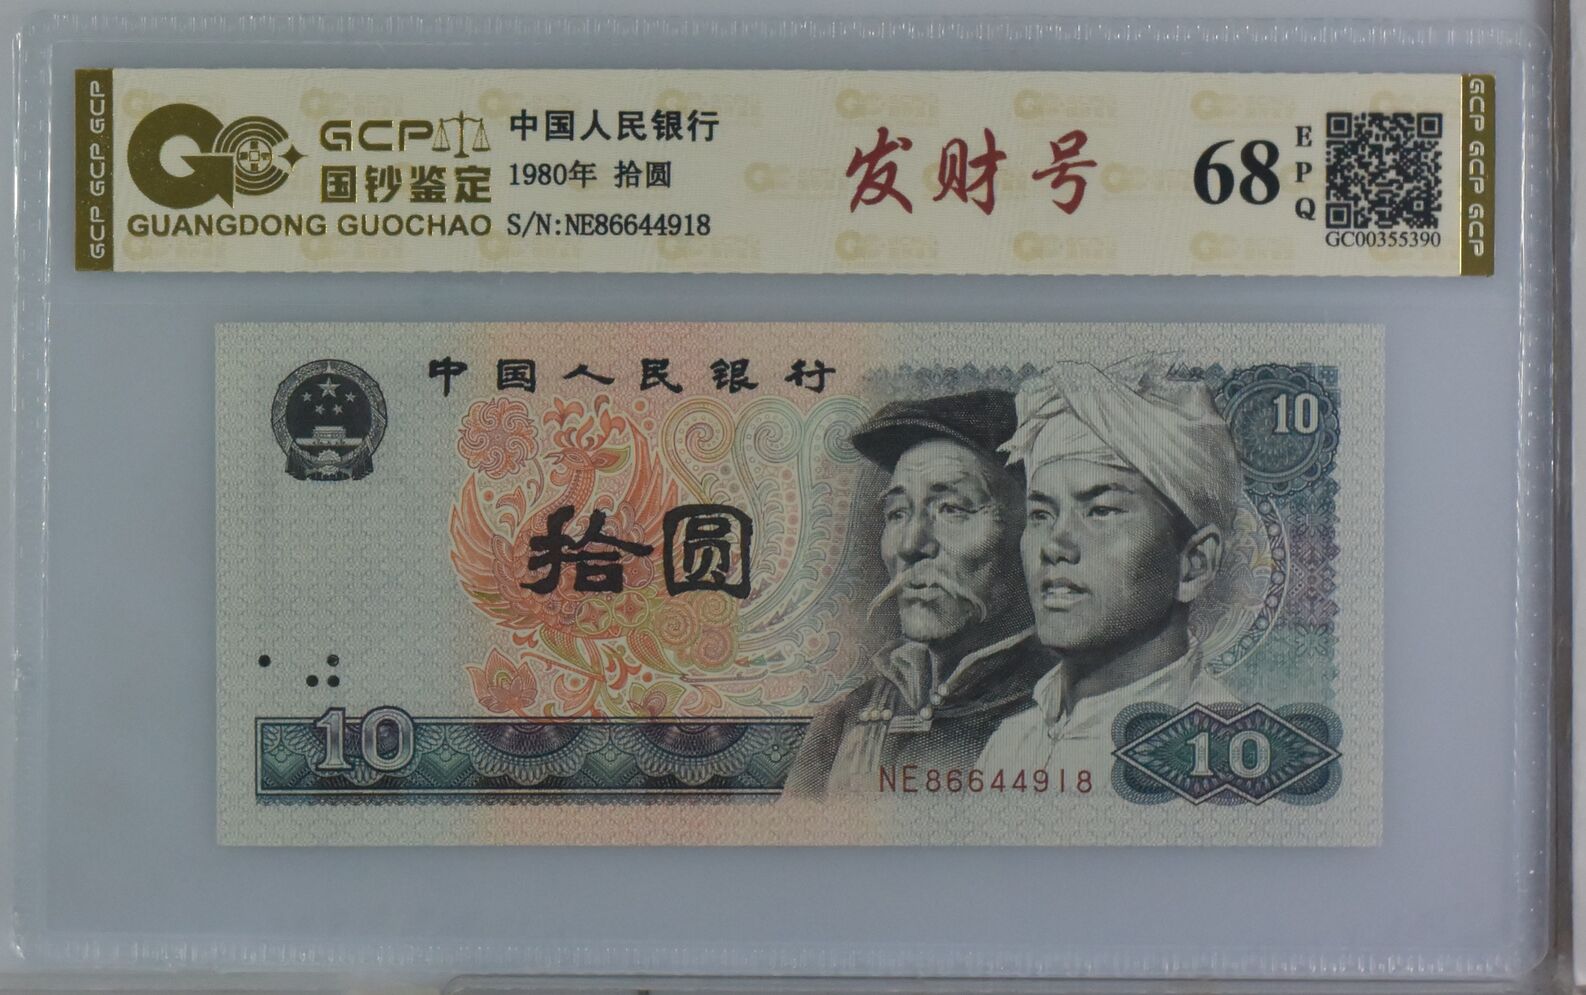 GCP GCP GCP
GCP
国钞鉴定
GUANGDONG GUOCHAO
中国人民银行
1980年 拾圆
S/N:NE86644918
发财号
68
EPQ
GC00355390
GCP GCP GCP
中国人民银行
10
拾圆
10
NE86644918
10